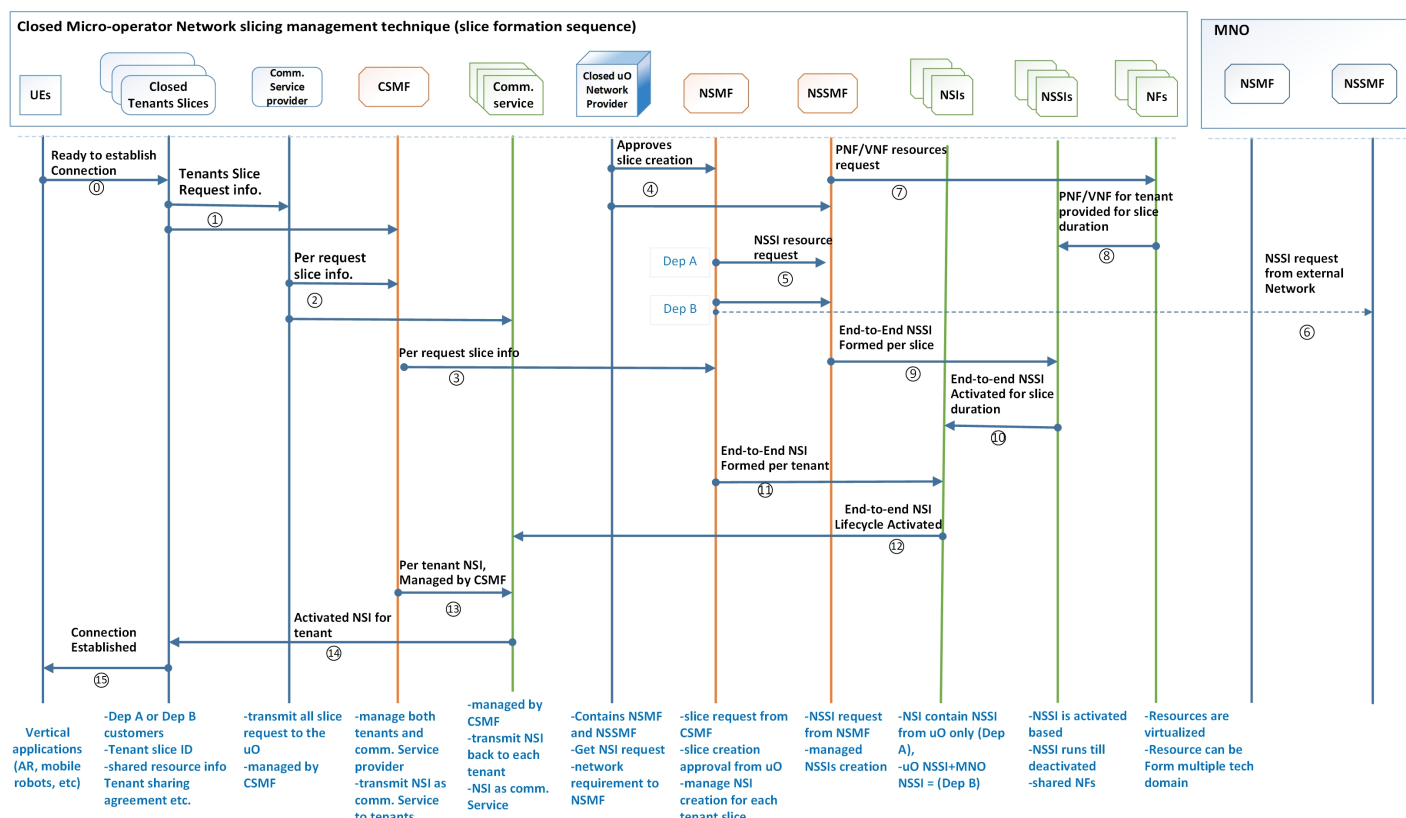 Closed Micro-operator Network slicing management technique (slice formation sequence)
MNO
UEs
Closed
Tenants Slices
Comm.
Service
provider
CSMF
Comm.
service
Closed uO
Network
Provider
NSMF
NSSMF
NSIs
NSSIs
NFs
NSMF
NSSMF
Ready to establish
Connection
0
Tenants Slice
Request info.
1
Per request
slice info.
2
Per request slice info
3
Approves
slice creation
4
Dep A
NSSI resource
request
5
Dep B
NSSI request
from external
Network
6
PNF/VNF resources
request
7
PNF/VNF for tenant
provided for slice
duration
8
End-to-End NSSI
Formed per slice
9
End-to-end NSSI
Activated for slice
duration
10
End-to-End NSI
Formed per tenant
11
End-to-end NSI
Lifecycle Activated
12
Per tenant NSI,
Managed by CSMF
13
Activated NSI for
tenant
14
Connection
Established
15
Vertical
applications
(AR, mobile
robots, etc)
-Dep A or Dep B
customers
-Tenant slice ID
-shared resource info
Tenant sharing
agreement etc.
-transmit all slice
request to the
uO
-managed by
CSMF
-manage both
tenants and
comm. Service
provider
-transmit NSI as
comm. Service
to tenants
-managed by
CSMF
-transmit NSI
back to each
tenant
-NSI as comm.
Service
-Contains NSMF
and NSSMF
-Get NSI request
-network
requirement to
NSMF
-slice request from
CSMF
-slice creation
approval from uO
-manage NSI
creation for each
tenant slice
-NSSI request
from NSMF
-managed
NSSIs creation
-NSI contain NSSI
from uO only (Dep
A),
-uO NSSI+MNO
NSSI = (Dep B)
-NSSI is activated
based
-NSSI runs till
deactivated
-shared NFs
-Resources are
virtualized
-Resource can be
Form multiple tech
domain